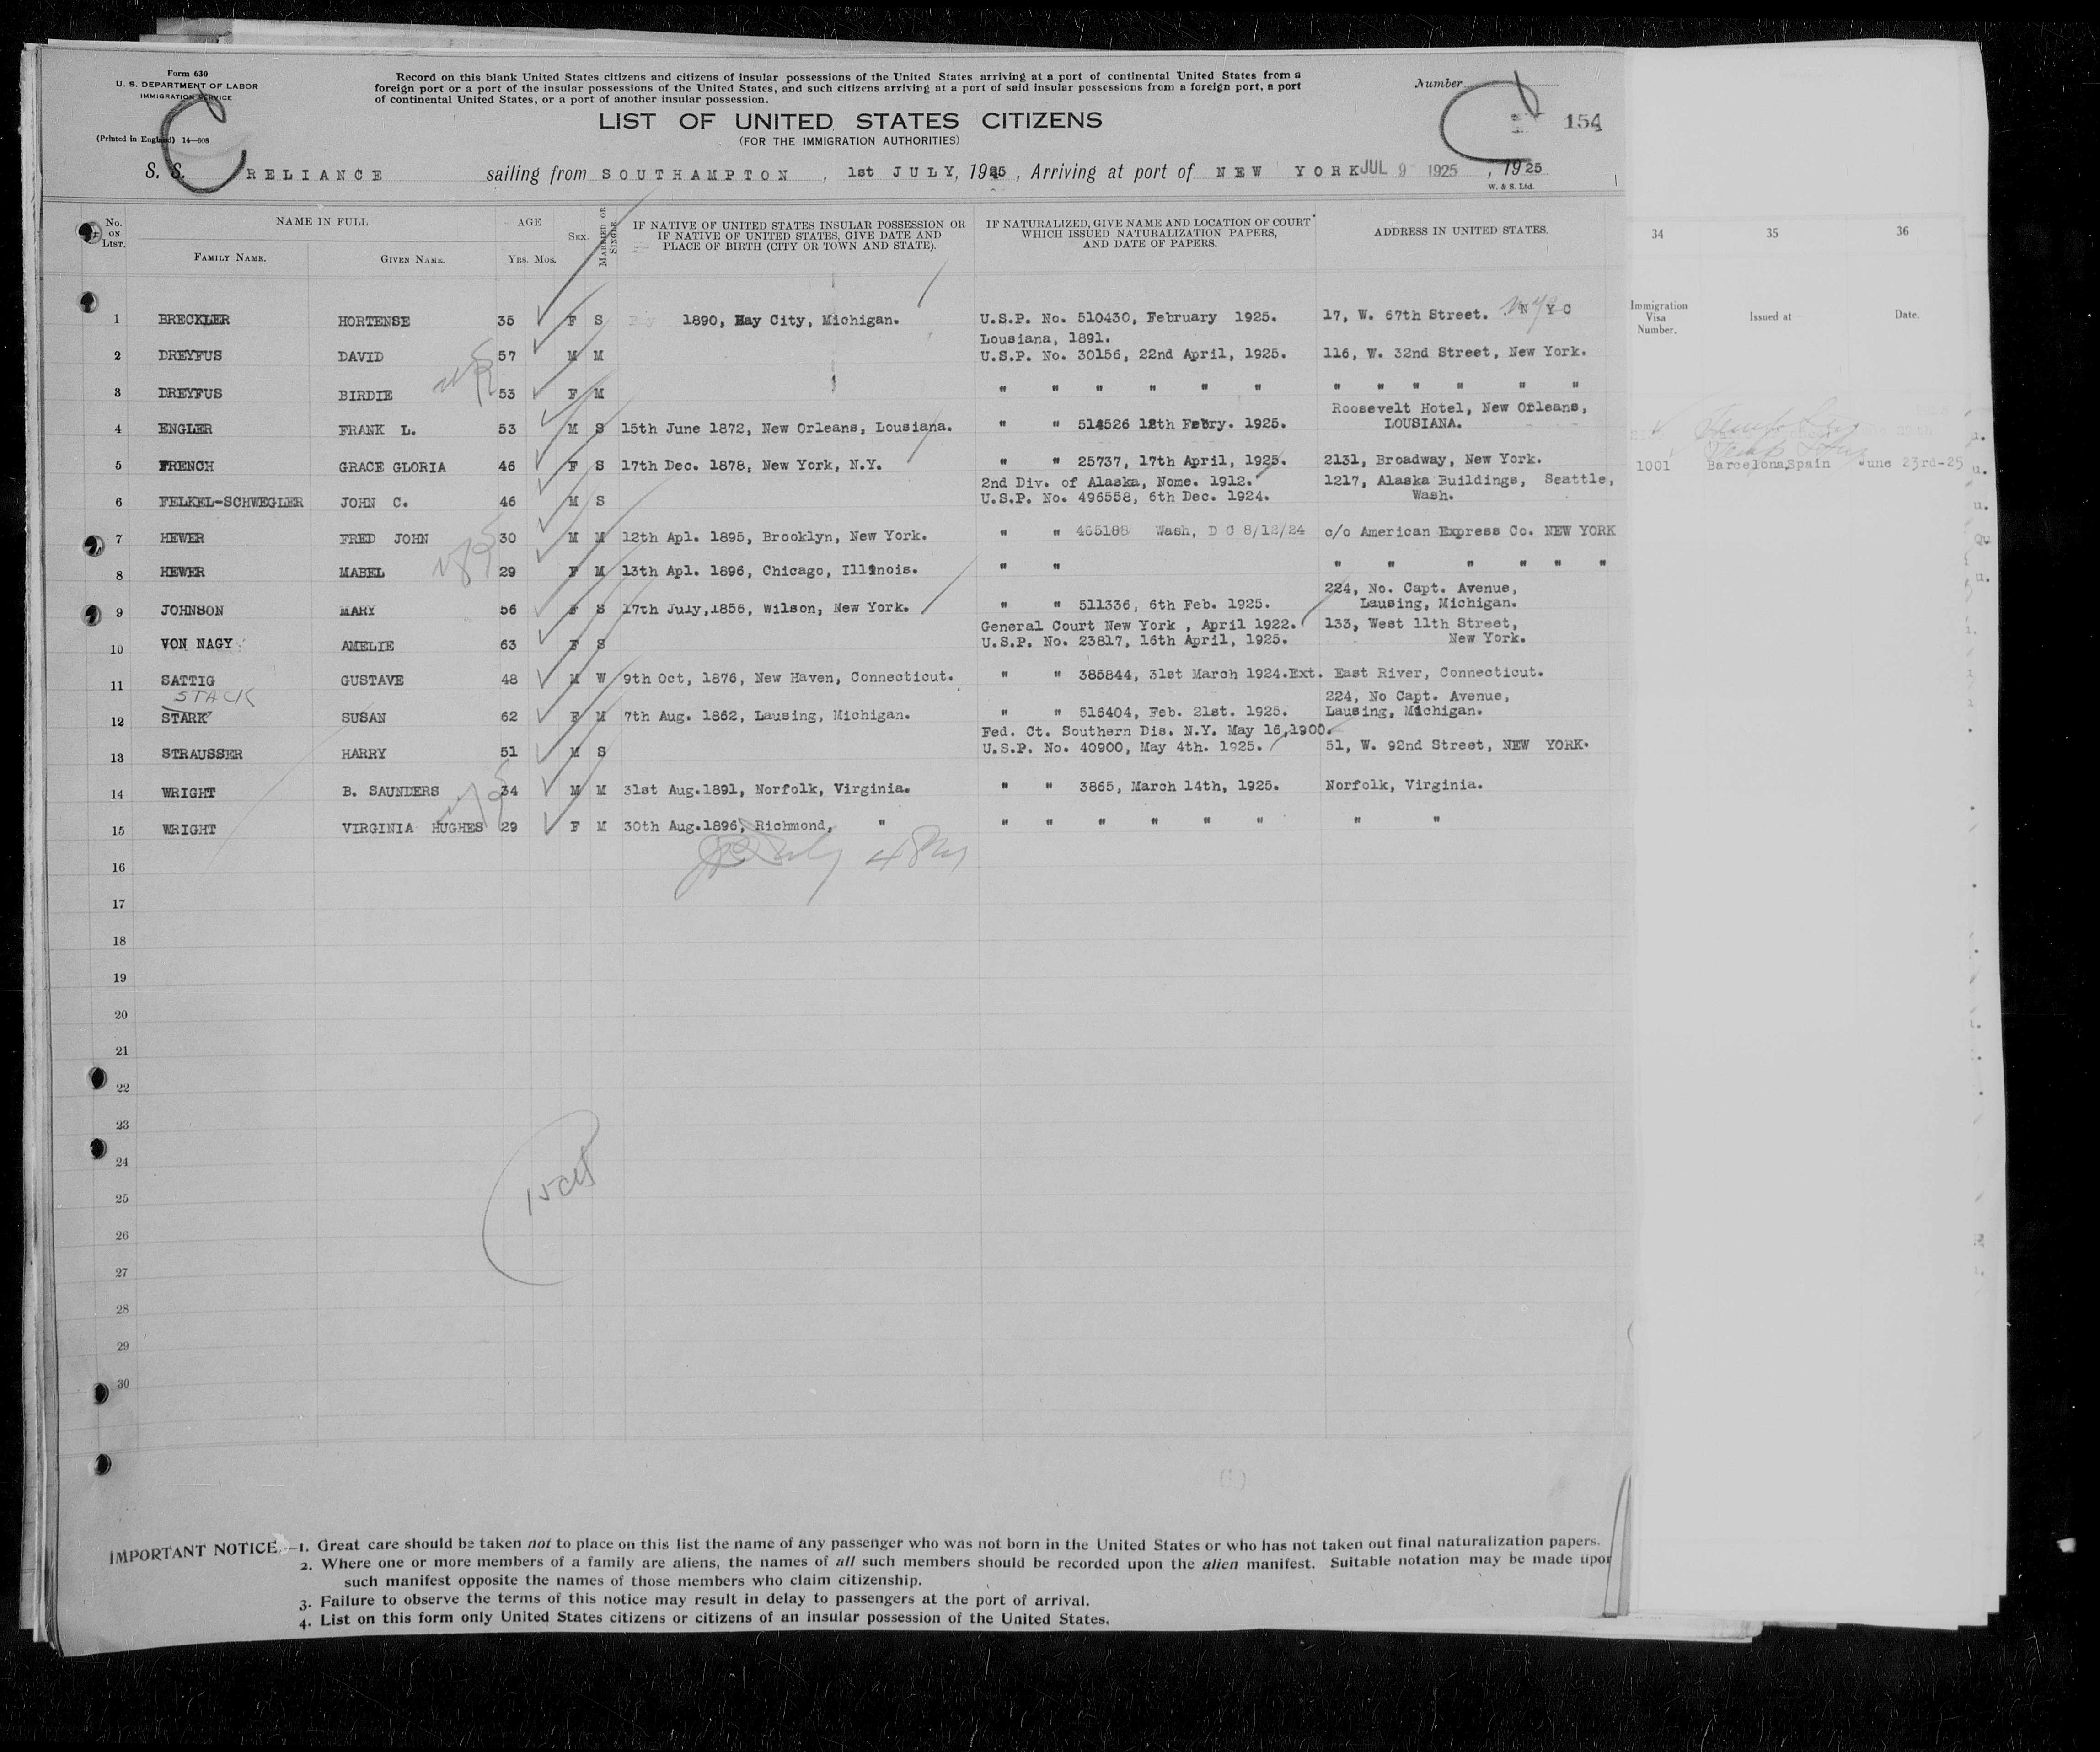 Form 630
U. S. DEPARTMENT OF LABOR
IMMIGRATION SERVICE
(Printed in England) 14—608
Record on this blank United States citizens and citizens of insular possessions of the United States arriving at a port of continental United States from a
foreign port or a port of the insular possessions of the United States, and such citizens arriving at a port of said insular possessions from a foreign port, a port
of continental United States, or a port of another insular possession.
Number
154
LIST OF UNITED STATES CITIZENS
(FOR THE IMMIGRATION AUTHORITIES)
S. S. RELIANCE sailing from SOUTHAMPTON , 1st JULY, 1925 , Arriving at port of NEW YORK JUL 9 1925 , 1925
W. & S. Ltd.
No. ON LIST. NAME IN FULL AGE SEX. MARRIED OR SINGLE. IF NATIVE OF UNITED STATES INSULAR POSSESSION OR IF NATIVE OF UNITED STATES, GIVE DATE AND PLACE OF BIRTH (CITY OR TOWN AND STATE). IF NATURALIZED, GIVE NAME AND LOCATION OF COURT WHICH ISSUED NATURALIZATION PAPERS, AND DATE OF PAPERS. ADDRESS IN UNITED STATES.
FAMILY NAME. GIVEN NAME. YRS. MOS.
34 35 36
Immigration Visa Number. Issued at Date.
1 BRECKLER HORTENSE 35 F S 1890, Bay City, Michigan. U.S.P. No. 510430, February 1925. 17, W. 67th Street. N Y C
Lousiana, 1891.
2 DREYFUS DAVID 57 M M U.S.P. No. 30156, 22nd April, 1925. 116, W. 32nd Street, New York.
3 DREYFUS BIRDIE 53 F M " " " " " " " " " " " "
Roosevelt Hotel, New Orleans,
4 ENGLER FRANK L. 53 M S 15th June 1872, New Orleans, Lousiana. " " 514526 12th Febry. 1925. LOUSIANA.
5 FRENCH GRACE GLORIA 46 F S 17th Dec. 1878, New York, N.Y. " " 25737, 17th April, 1925. 2131, Broadway, New York.
1001 Barcelona, Spain June 23rd-25
2nd Div. of Alaska, Nome. 1912. 1217, Alaska Buildings, Seattle,
6 FELKEL-SCHWEGLER JOHN C. 46 M S U.S.P. No. 496558, 6th Dec. 1924. Wash.
7 HEWER FRED JOHN 30 M M 12th Apl. 1895, Brooklyn, New York. " " 465188 Wash, D C 8/12/24 c/o American Express Co. NEW YORK
8 HEWER MABEL 29 F M 13th Apl. 1896, Chicago, Illinois. " " " " " " " "
224, No. Capt. Avenue,
9 JOHNSON MARY 56 F S 17th July, 1856, Wilson, New York. " " 511336, 6th Feb. 1925. Lausing, Michigan.
General Court New York , April 1922. 133, West 11th Street,
10 VON NAGY AMELIE 63 F S U.S.P. No. 23817, 16th April, 1925. New York.
11 SATTIG GUSTAVE 48 M W 9th Oct, 1876, New Haven, Connecticut. " " 385844, 31st March 1924.Ext. East River, Connecticut.
STACK 224, No Capt. Avenue,
12 STARK SUSAN 62 F M 7th Aug. 1862, Lausing, Michigan. " " 516404, Feb. 21st. 1925. Lausing, Michigan.
Fed. Ct. Southern Dis. N.Y. May 16,1900.
13 STRAUSSER HARRY 51 M S U.S.P. No. 40900, May 4th. 1925. 51, W. 92nd Street, NEW YORK.
14 WRIGHT B. SAUNDERS 34 M M 31st Aug.1891, Norfolk, Virginia. " " 3865, March 14th, 1925. Norfolk, Virginia.
15 WRIGHT VIRGINIA HUGHES 29 F M 30th Aug.1896, Richmond, " " " " " " " " "
16
17
18
19
20
21
22
23
24
25
26
27
28
29
30
IMPORTANT NOTICE.—1. Great care should be taken not to place on this list the name of any passenger who was not born in the United States or who has not taken out final naturalization papers.
2. Where one or more members of a family are aliens, the names of all such members should be recorded upon the alien manifest. Suitable notation may be made upon
such manifest opposite the names of those members who claim citizenship.
3. Failure to observe the terms of this notice may result in delay to passengers at the port of arrival.
4. List on this form only United States citizens or citizens of an insular possession of the United States.